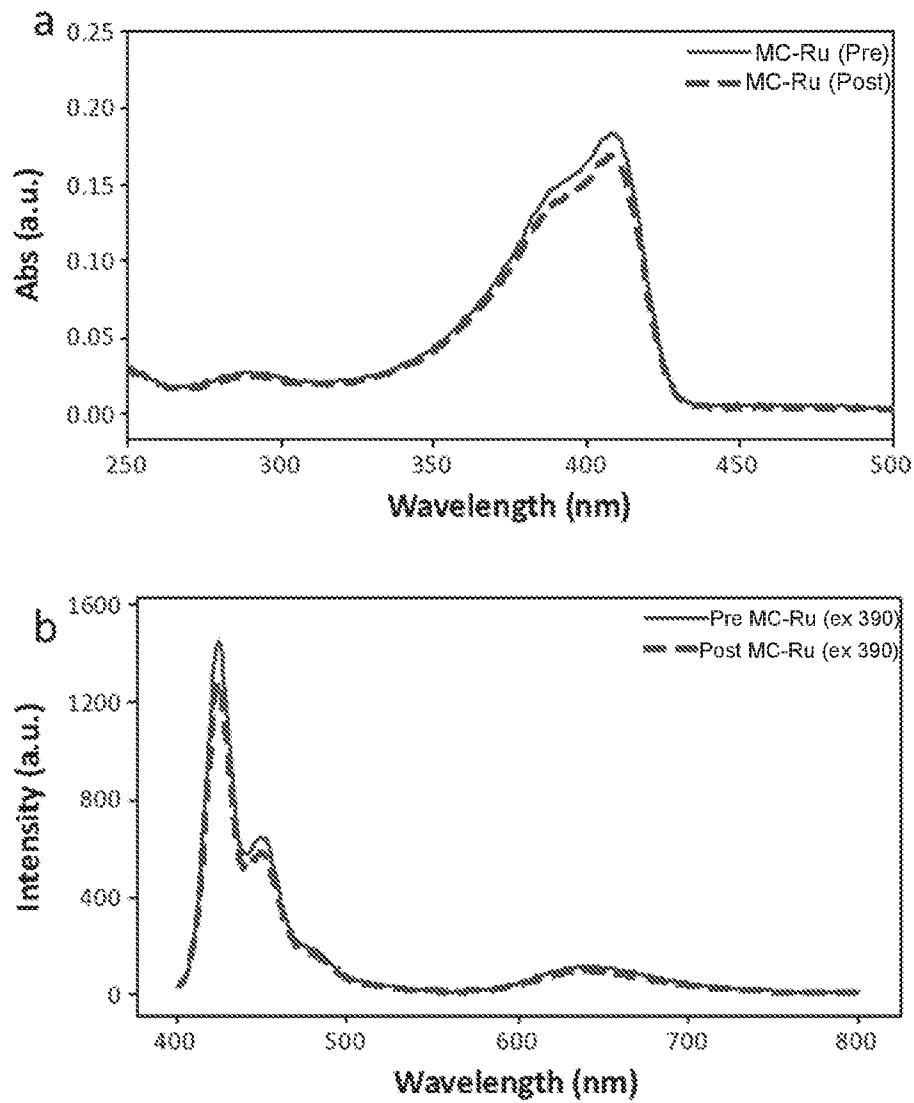 a
0.25
MC-Ru (Pre)
MC-Ru (Post)
0.20
0.15
Abs (a.u.)
0.10
0.05
0.00
250 300 350 400 450 500
Wavelength (nm)
b
1600
Pre MC-Ru (ex 390)
Post MC-Ru (ex 390)
1200
Intensity (a.u.)
800
400
0
400 500 600 700 800
Wavelength (nm)